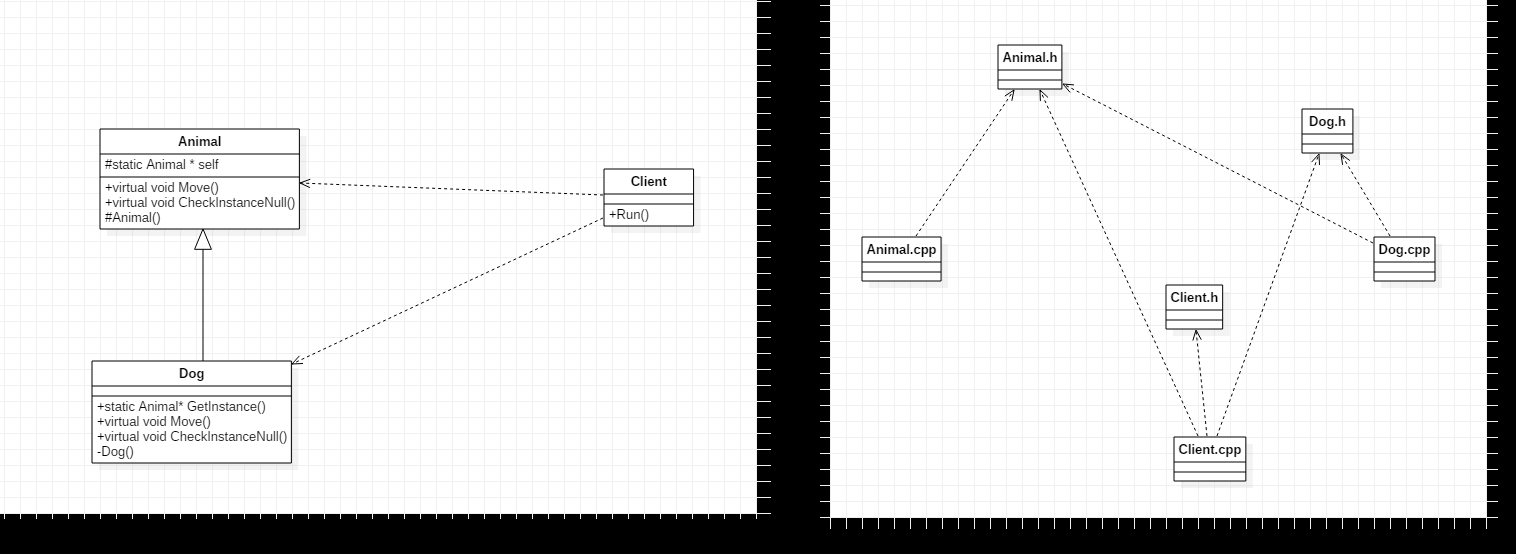 Animal
#static Animal * self
+virtual void Move()
+virtual void CheckInstanceNull()
#Animal()
Client
+Run()
Dog
+static Animal* GetInstance()
+virtual void Move()
+virtual void CheckInstanceNull()
-Dog()
Animal.h
Dog.h
Animal.cpp
Dog.cpp
Client.h
Client.cpp